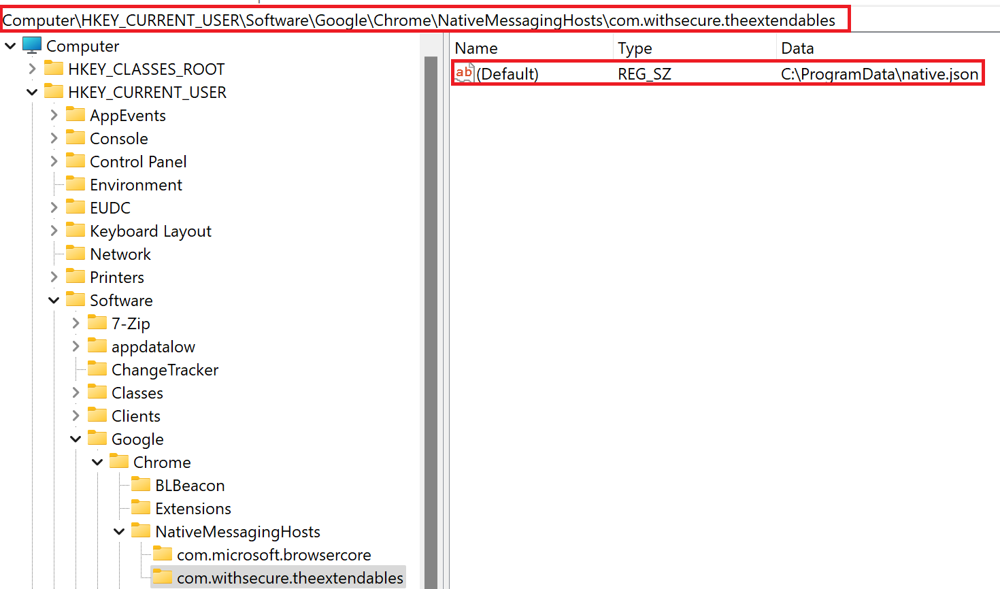 Computer\HKEY_CURRENT_USER\Software\Google\Chrome\NativeMessagingHosts\com.withsecure.theextendables
Computer
HKEY_CLASSES_ROOT
HKEY_CURRENT_USER
AppEvents
Console
Control Panel
Environment
EUDC
Keyboard Layout
Network
Printers
Software
7-Zip
appdatalow
ChangeTracker
Classes
Clients
Google
Chrome
BLBeacon
Extensions
NativeMessagingHosts
com.microsoft.browsercore
com.withsecure.theextendables
Name Type Data
ab (Default) REG_SZ C:\ProgramData\native.json